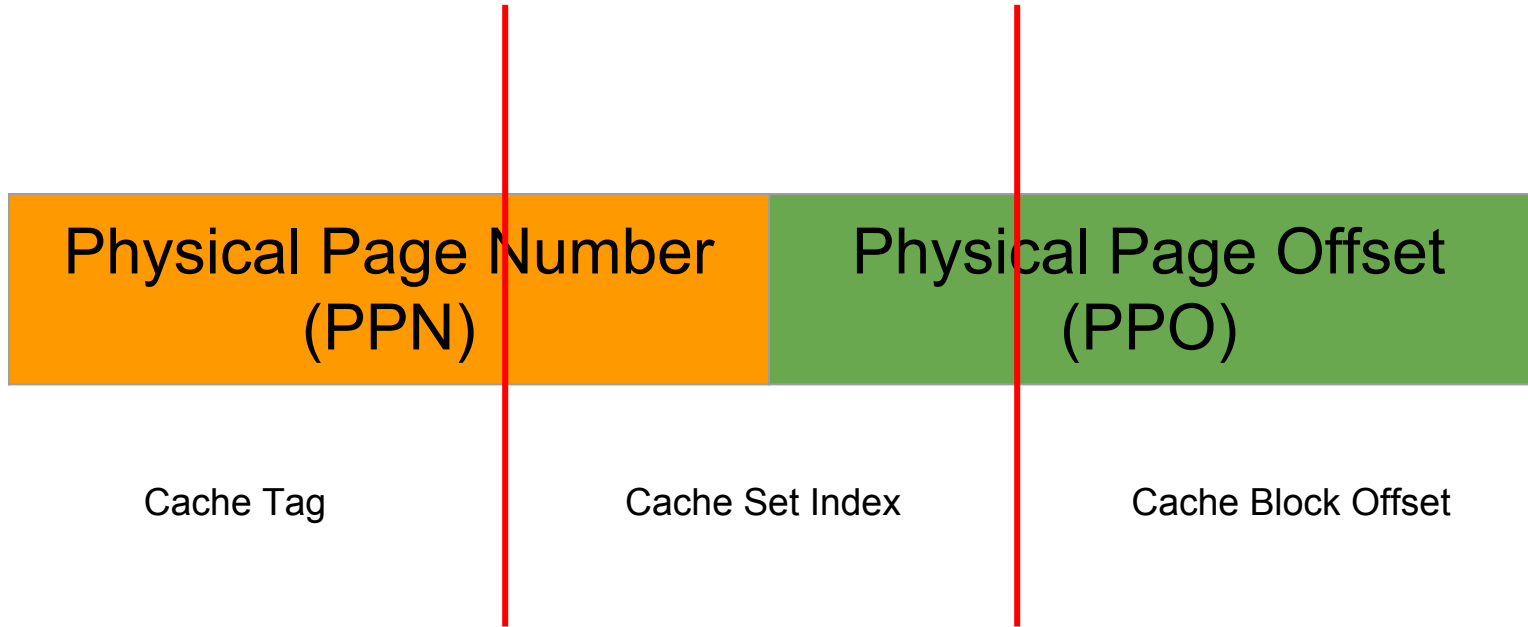 Physical Page Number
(PPN)
Physical Page Offset
(PPO)
Cache Tag
Cache Set Index
Cache Block Offset